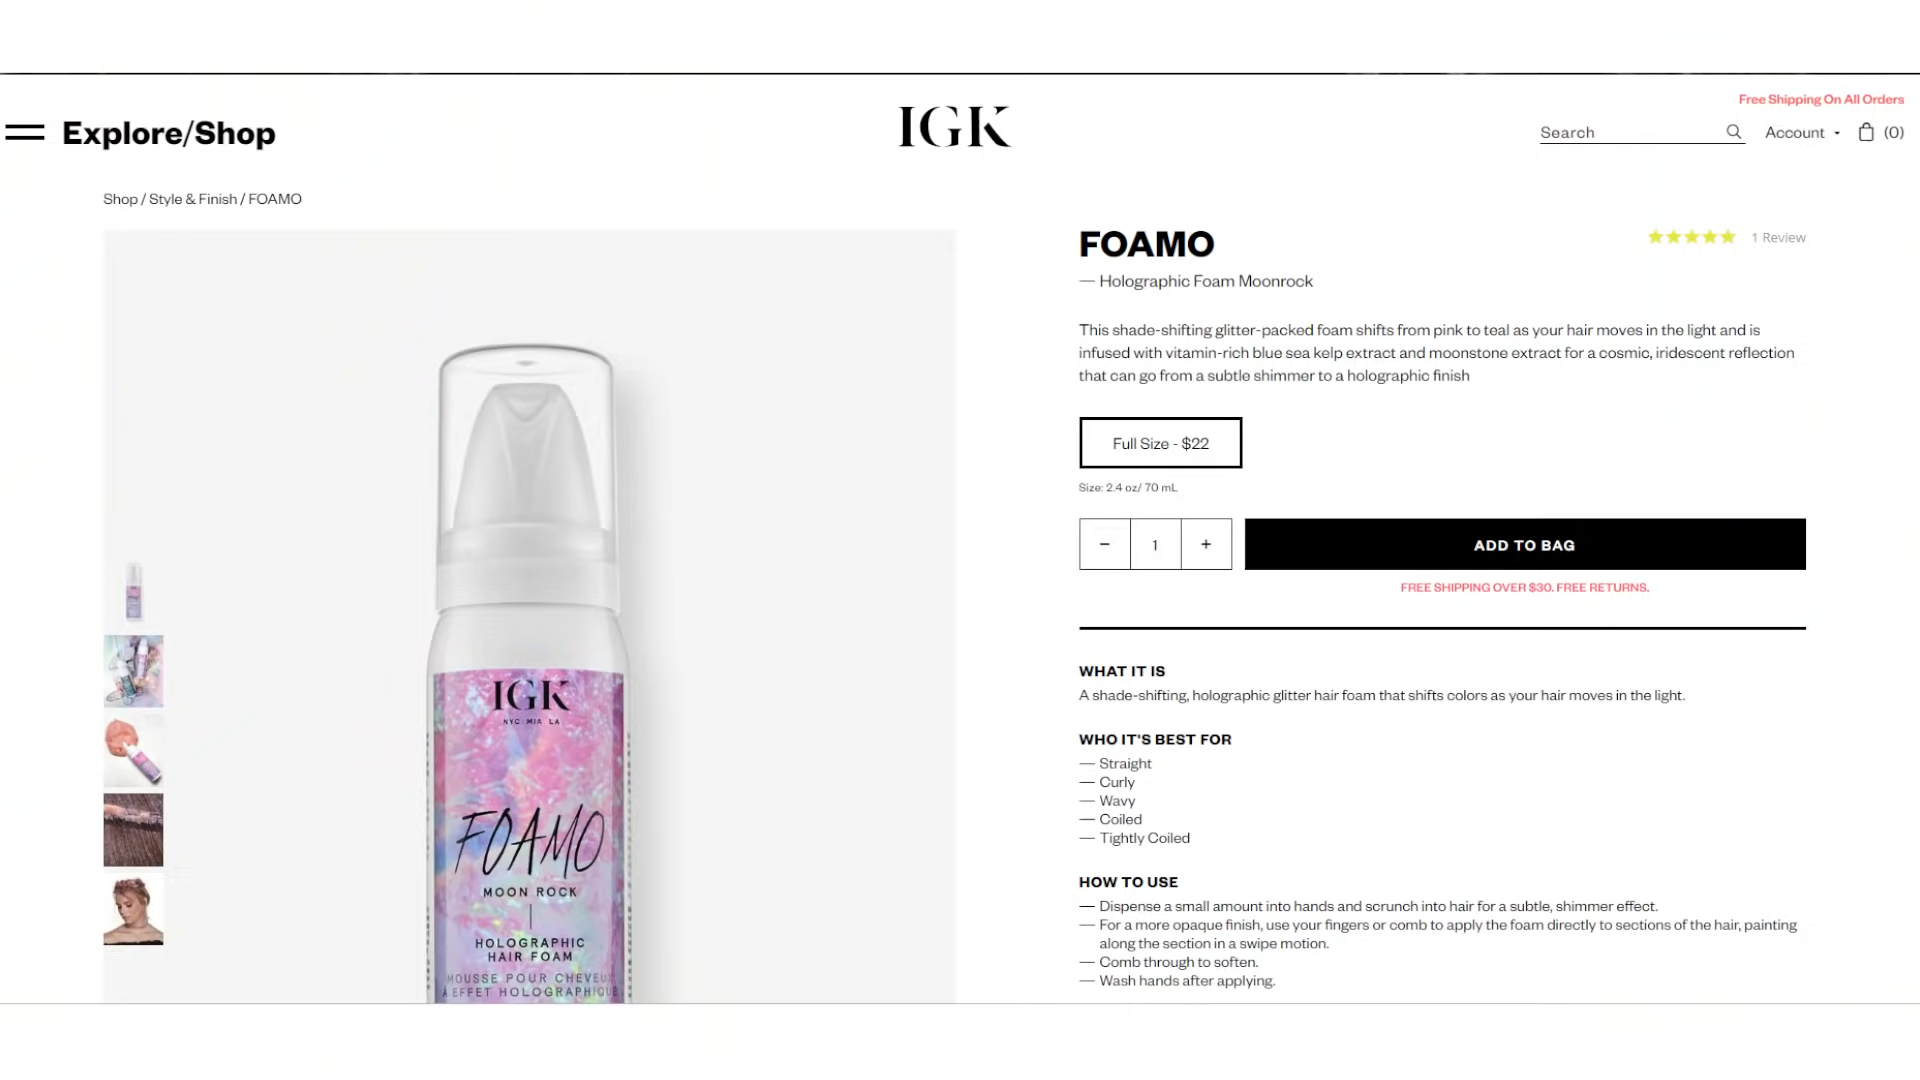 Free Shipping On All Orders
Explore/Shop
IGK
Search
Account
(0)
Shop / Style & Finish / FOAMO
FOAMO
1 Review
— Holographic Foam Moonrock
This shade-shifting glitter-packed foam shifts from pink to teal as your hair moves in the light and is
infused with vitamin-rich blue sea kelp extract and moonstone extract for a cosmic, iridescent reflection
that can go from a subtle shimmer to a holographic finish
Full Size - $22
Size: 2.4 oz/ 70 mL
− 1 +
ADD TO BAG
FREE SHIPPING OVER $30. FREE RETURNS.
WHAT IT IS
A shade-shifting, holographic glitter hair foam that shifts colors as your hair moves in the light.
WHO IT'S BEST FOR
— Straight
— Curly
— Wavy
— Coiled
— Tightly Coiled
HOW TO USE
— Dispense a small amount into hands and scrunch into hair for a subtle, shimmer effect.
— For a more opaque finish, use your fingers or comb to apply the foam directly to sections of the hair, painting
along the section in a swipe motion.
— Comb through to soften.
— Wash hands after applying.
IGK
NYC MIA LA
FOAMO
MOON ROCK
HOLOGRAPHIC
HAIR FOAM
MOUSSE POUR CHEVEUX
À EFFET HOLOGRAPHIQUE